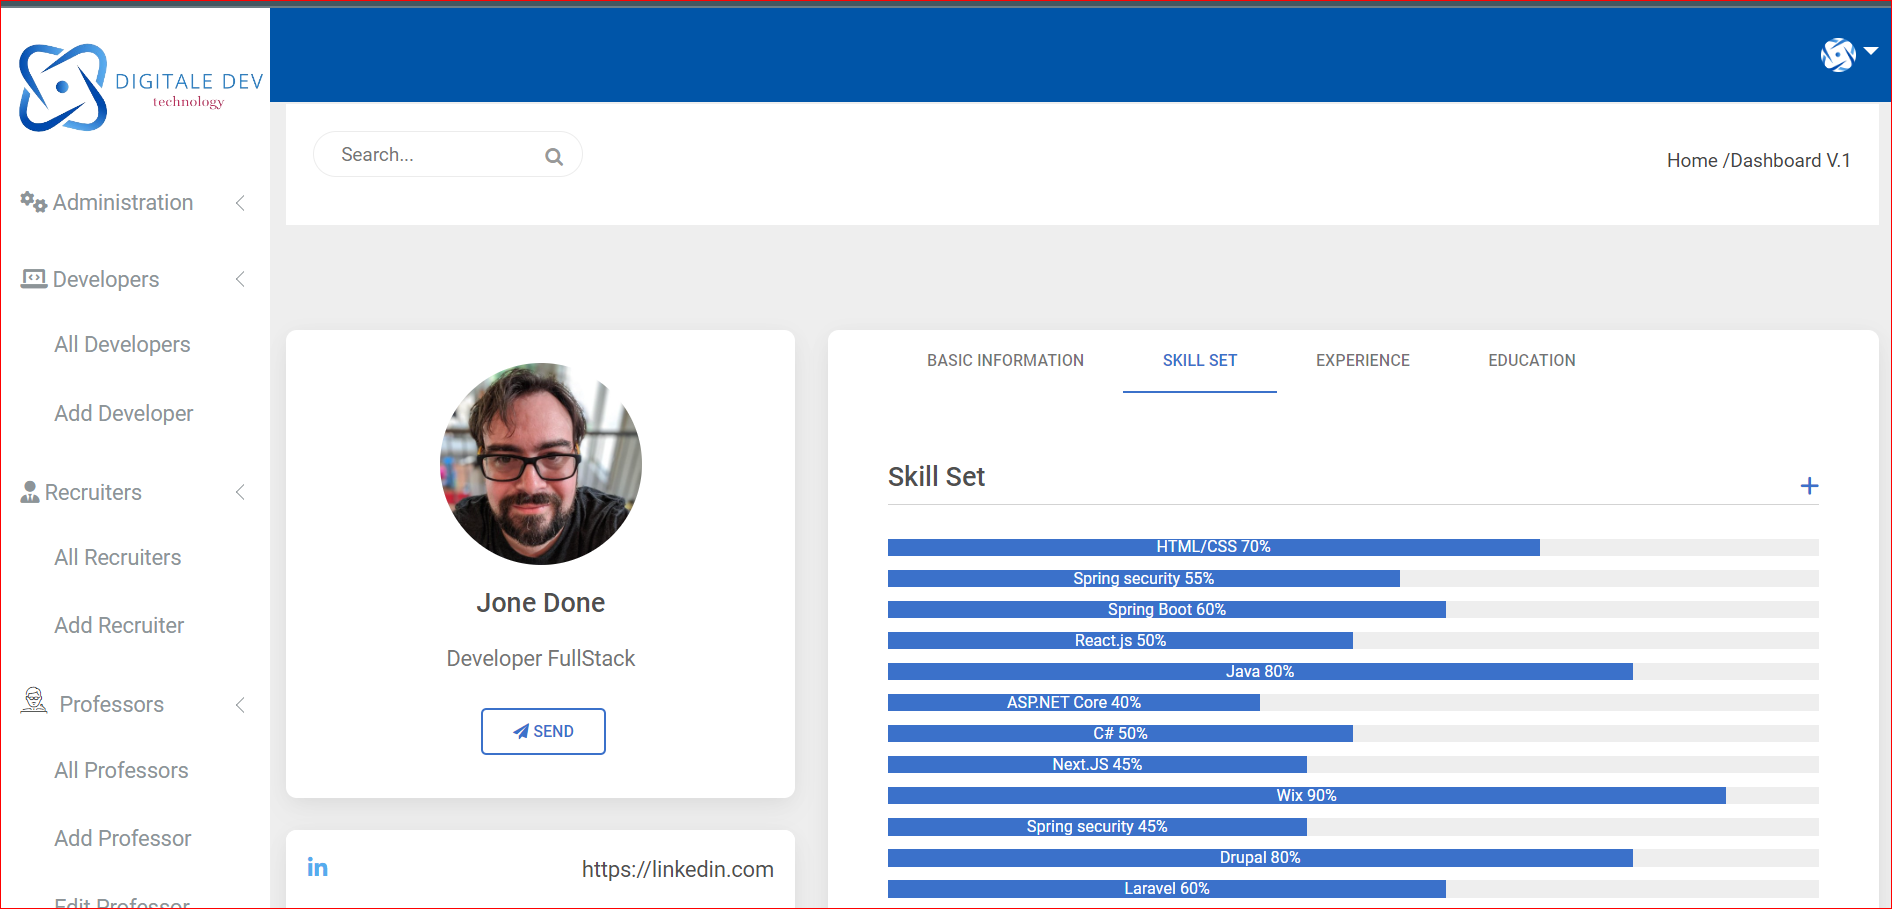 DIGITALE DEV
technology
Administration
Developers
All Developers
Add Developer
Recruiters
All Recruiters
Add Recruiter
Professors
All Professors
Add Professor
Edit Professor
Search...
Home /Dashboard V.1
Jone Done
Developer FullStack
SEND
https://linkedin.com
BASIC INFORMATION
SKILL SET
EXPERIENCE
EDUCATION
Skill Set
HTML/CSS 70%
Spring security 55%
Spring Boot 60%
React.js 50%
Java 80%
ASP.NET Core 40%
C# 50%
Next.JS 45%
Wix 90%
Spring security 45%
Drupal 80%
Laravel 60%